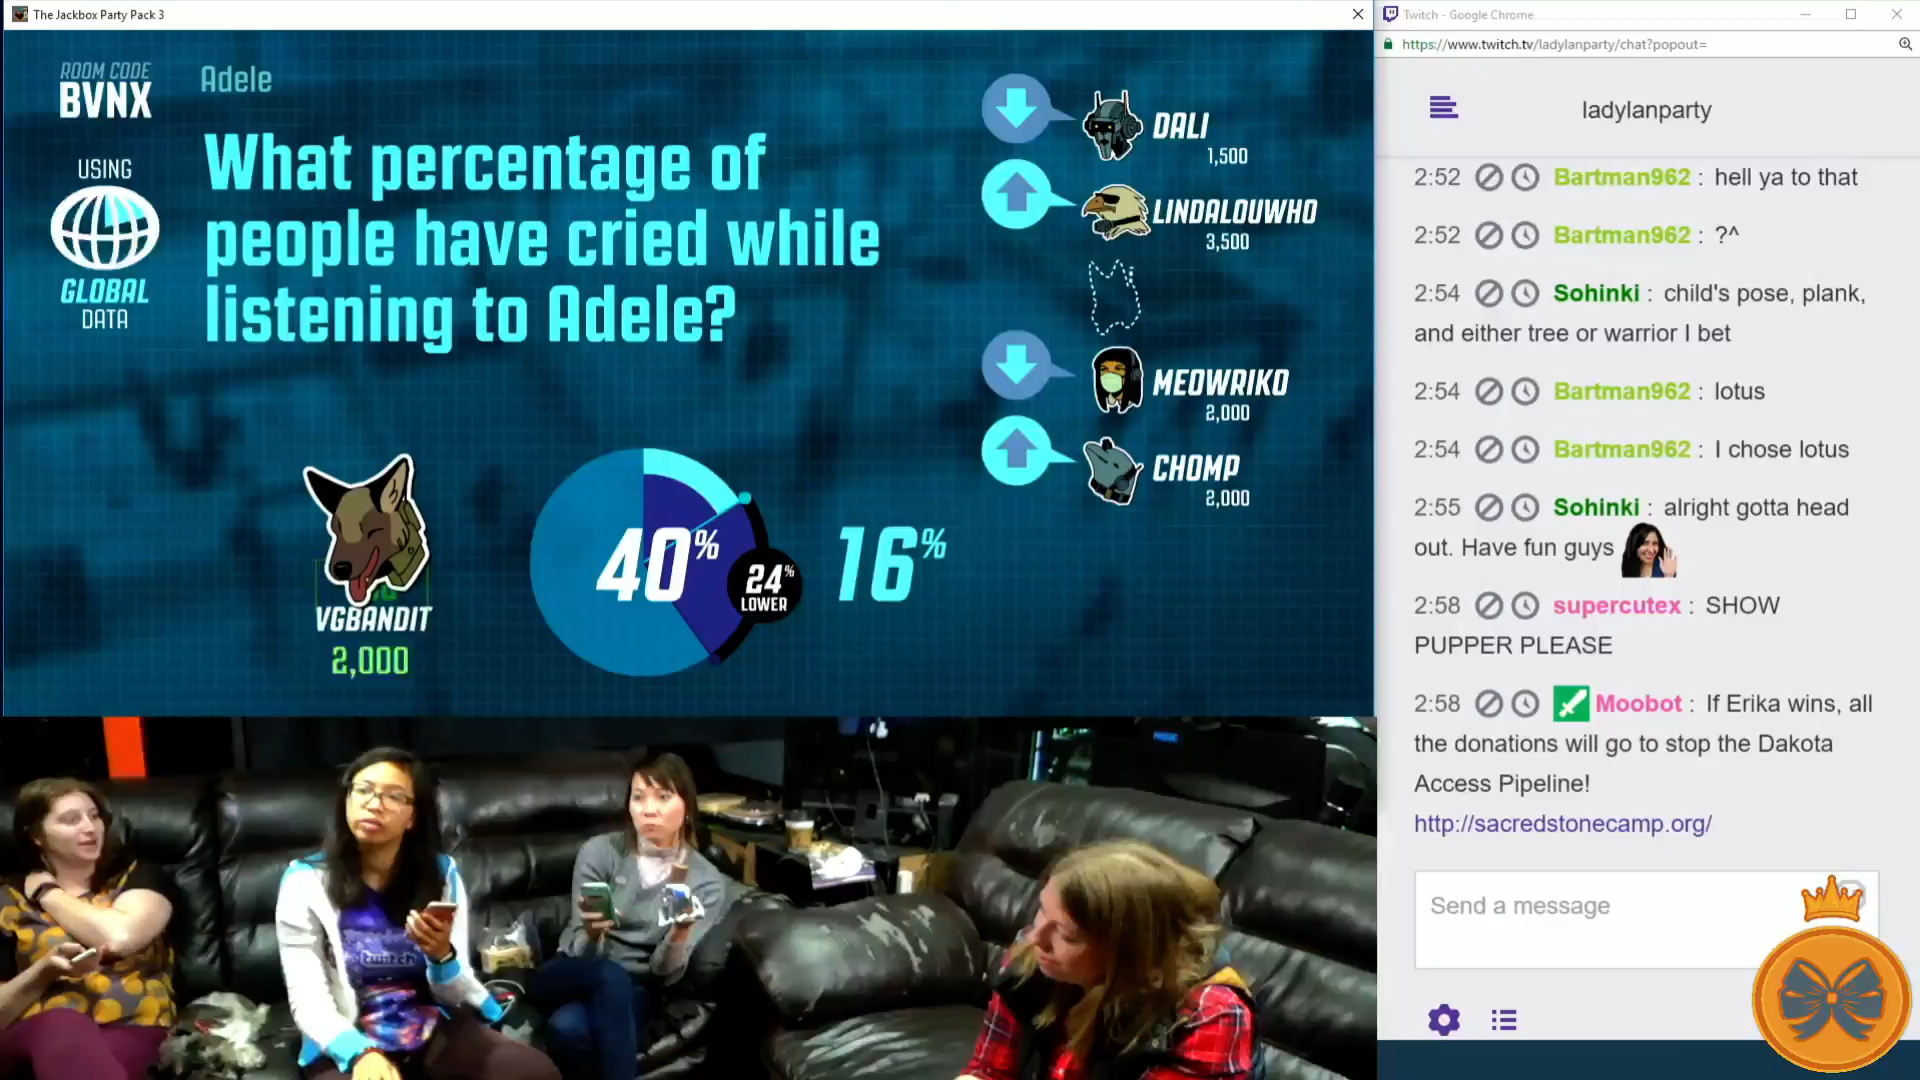 The Jackbox Party Pack 3
ROOM CODE
BVNX
USING
GLOBAL
DATA
Adele
What percentage of
people have cried while
listening to Adele?
DALI
1,500
LINDALOUWHO
3,500
MEOWRIKO
2,000
CHOMP
2,000
VGBANDIT
2,000
40%
24%
LOWER
16%
twitch
Twitch - Google Chrome
https://www.twitch.tv/ladylanparty/chat?popout=
ladylanparty
2:52 Bartman962 : hell ya to that
2:52 Bartman962 : ?^
2:54 Sohinki : child's pose, plank,
and either tree or warrior I bet
2:54 Bartman962 : lotus
2:54 Bartman962 : I chose lotus
2:55 Sohinki : alright gotta head
out. Have fun guys
2:58 supercutex : SHOW
PUPPER PLEASE
2:58 Moobot : If Erika wins, all
the donations will go to stop the Dakota
Access Pipeline!
http://sacredstonecamp.org/
Send a message